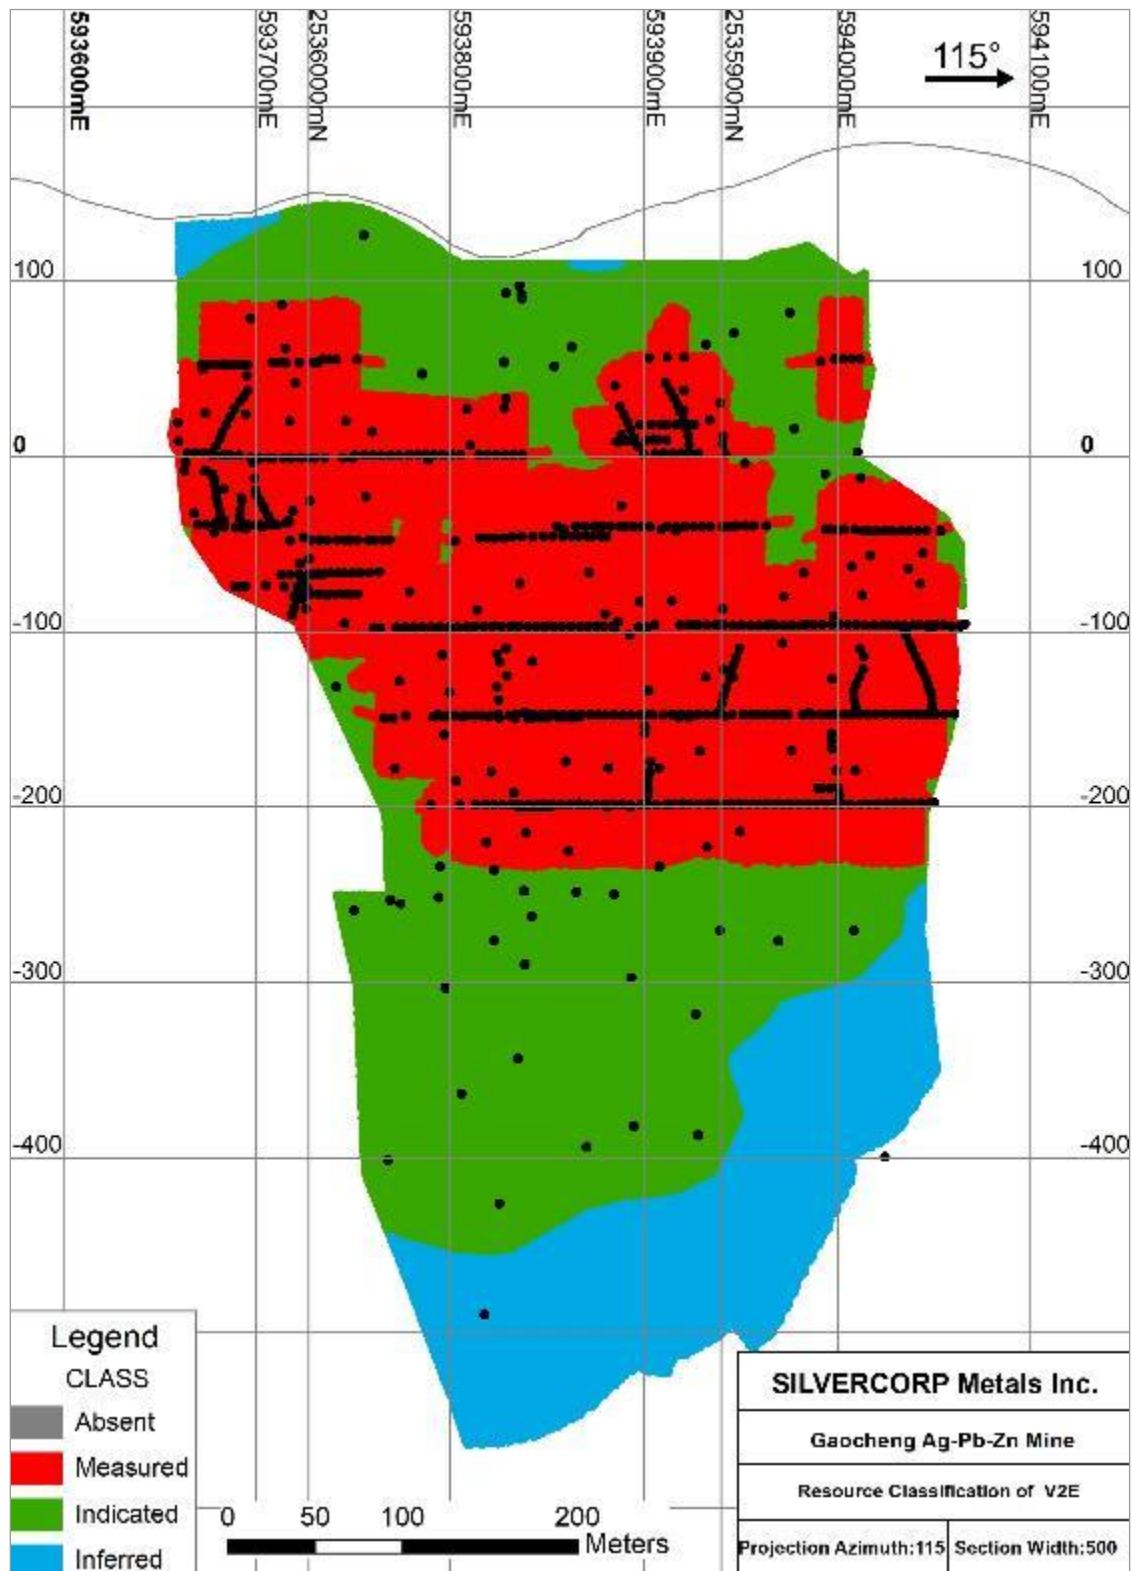 593600mE
593700mE
2536000mN
593800mE
593900mE
2535900mN
594000mE
594100mE
115°
100 100
0 0
-100 -100
-200 -200
-300 -300
-400 -400
Legend
CLASS
Absent
Measured
Indicated
Inferred
0 50 100 200
Meters
SILVERCORP Metals Inc.
Gaocheng Ag-Pb-Zn Mine
Resource Classification of V2E
Projection Azimuth:115 Section Width:500